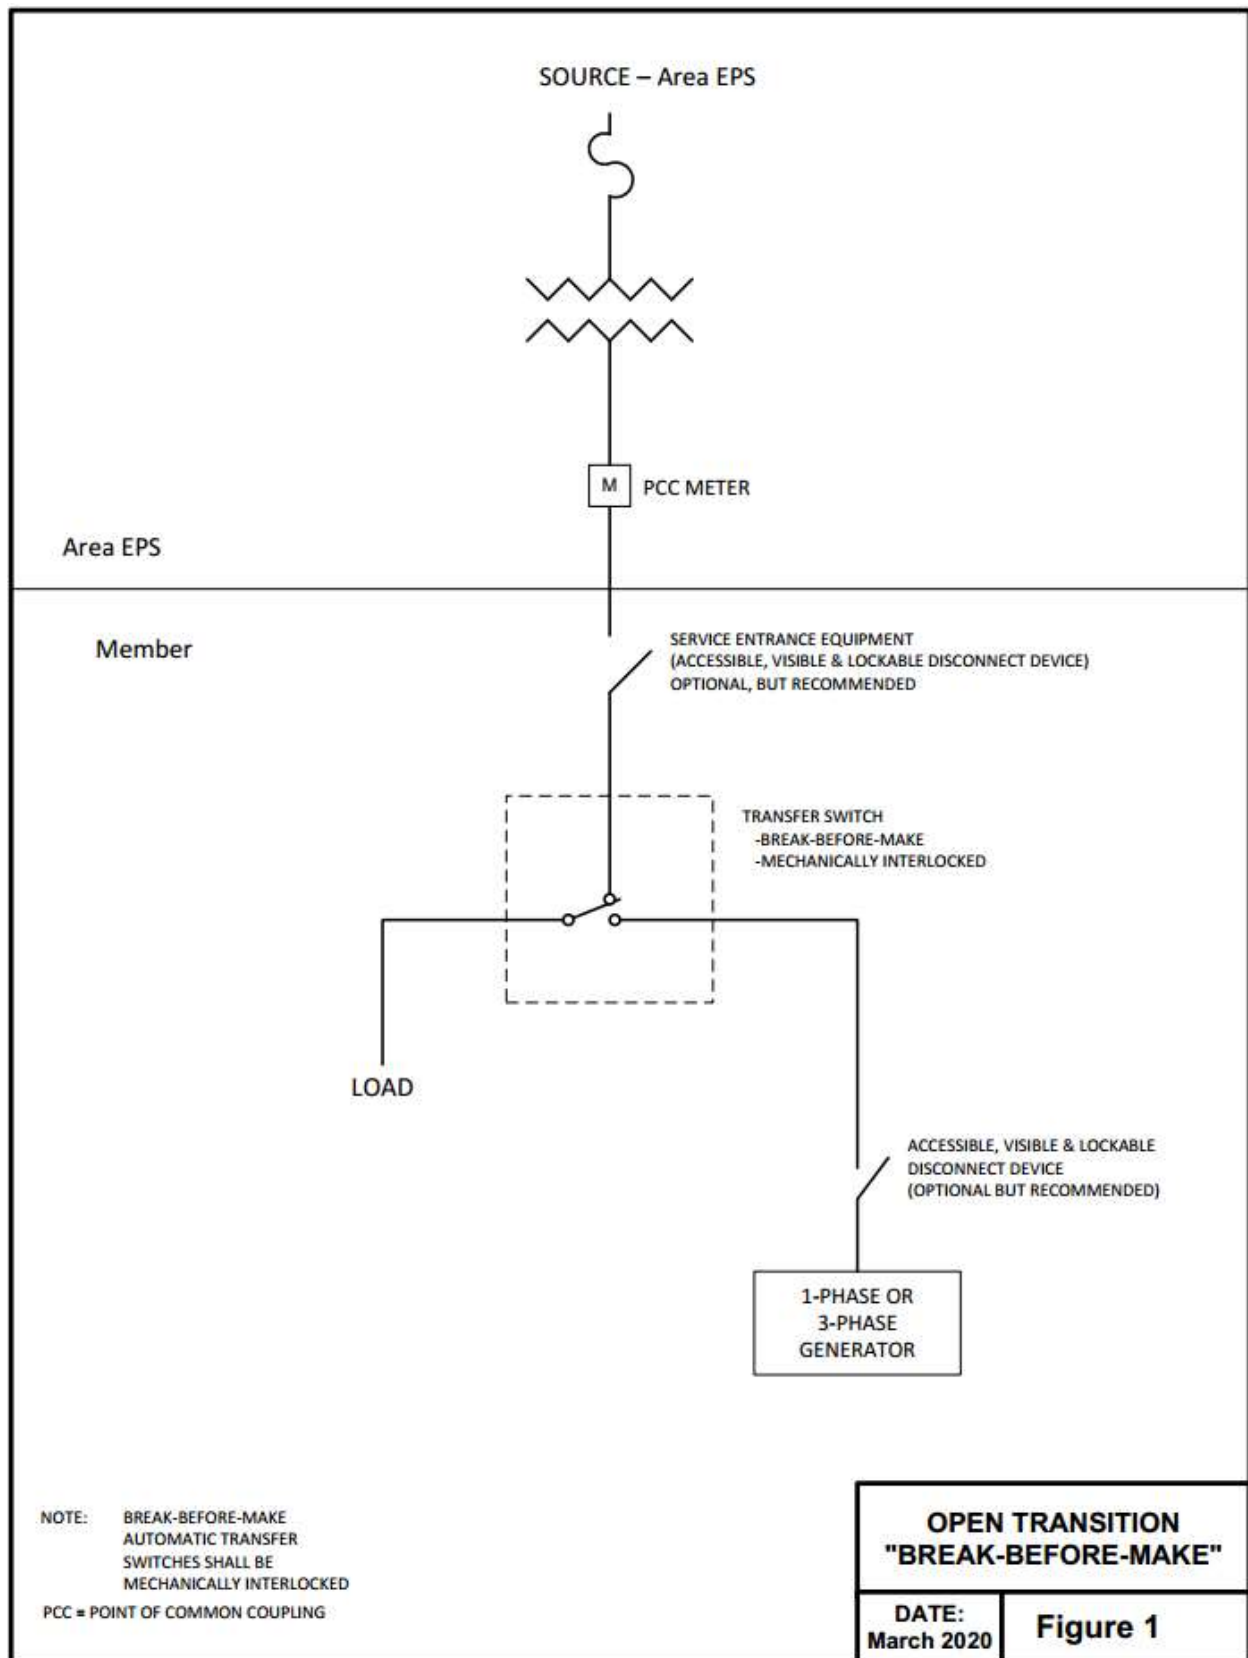 SOURCE – Area EPS
M
PCC METER
Area EPS
Member
SERVICE ENTRANCE EQUIPMENT
(ACCESSIBLE, VISIBLE & LOCKABLE DISCONNECT DEVICE)
OPTIONAL, BUT RECOMMENDED
TRANSFER SWITCH
-BREAK-BEFORE-MAKE
-MECHANICALLY INTERLOCKED
LOAD
ACCESSIBLE, VISIBLE & LOCKABLE
DISCONNECT DEVICE
(OPTIONAL BUT RECOMMENDED)
1-PHASE OR
3-PHASE
GENERATOR
NOTE: BREAK-BEFORE-MAKE
AUTOMATIC TRANSFER
SWITCHES SHALL BE
MECHANICALLY INTERLOCKED
PCC = POINT OF COMMON COUPLING
OPEN TRANSITION
"BREAK-BEFORE-MAKE"
DATE:
March 2020
Figure 1